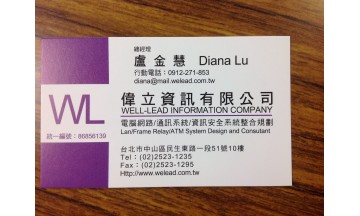 總經理
盧金慧 Diana Lu
行動電話：0912-271-853
diana@mail.welead.com.tw
WL
統一編號：86856139
偉立資訊有限公司
WELL-LEAD INFORMATION COMPANY
電腦網路/通訊系統/資訊安全系統整合規劃
Lan/Frame Relay/ATM System Design and Consutant
台北市中山區民生東路一段51號10樓
Tel：(02)2523-1235
Fax：(02)2523-1295
Http://www.welead.com.tw